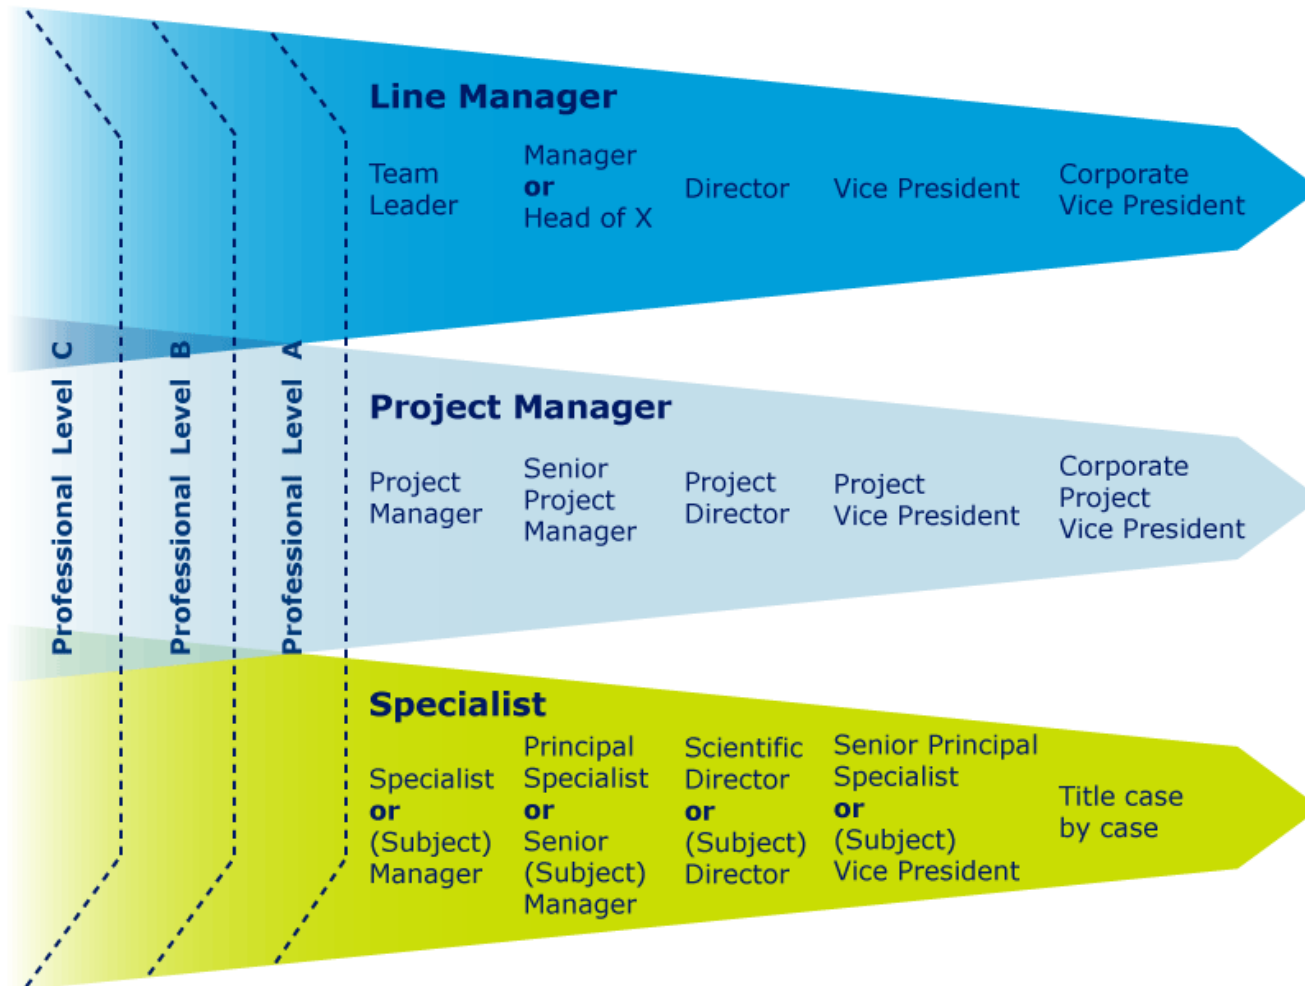 Line Manager
Team
Leader
Manager
or
Head of X
Director
Vice President
Corporate
Vice President
Professional Level C
Professional Level B
Professional Level A
Project Manager
Project
Manager
Senior
Project
Manager
Project
Director
Project
Vice President
Corporate
Project
Vice President
Specialist
Specialist
or
(Subject)
Manager
Principal
Specialist
or
Senior
(Subject)
Manager
Scientific
Director
or
(Subject)
Director
Senior Principal
Specialist
or
(Subject)
Vice President
Title case
by case